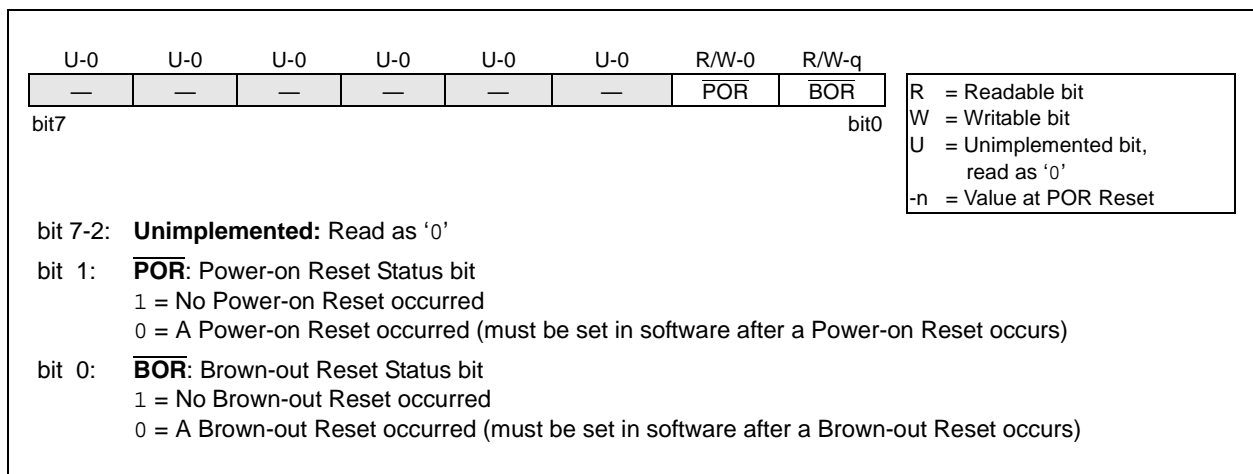 U-0 U-0 U-0 U-0 U-0 U-0 R/W-0 R/W-q
— — — — — — POR BOR
bit7 bit0
R = Readable bit
W = Writable bit
U = Unimplemented bit,
read as ‘0’
-n = Value at POR Reset
bit 7-2: Unimplemented: Read as ‘0’
bit 1: POR: Power-on Reset Status bit
1 = No Power-on Reset occurred
0 = A Power-on Reset occurred (must be set in software after a Power-on Reset occurs)
bit 0: BOR: Brown-out Reset Status bit
1 = No Brown-out Reset occurred
0 = A Brown-out Reset occurred (must be set in software after a Brown-out Reset occurs)